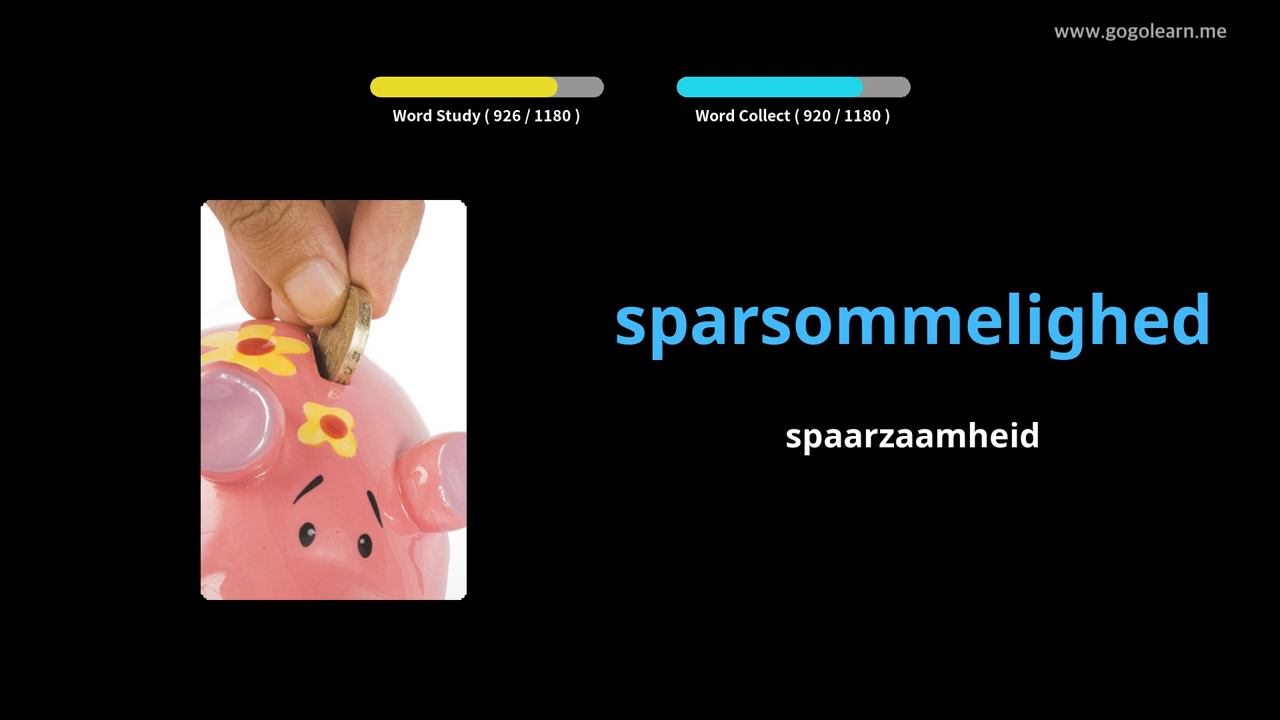 www.gogolearn.me
Word Study ( 926 / 1180 )
Word Collect ( 920 / 1180 )
sparsommelighed
spaarzaamheid